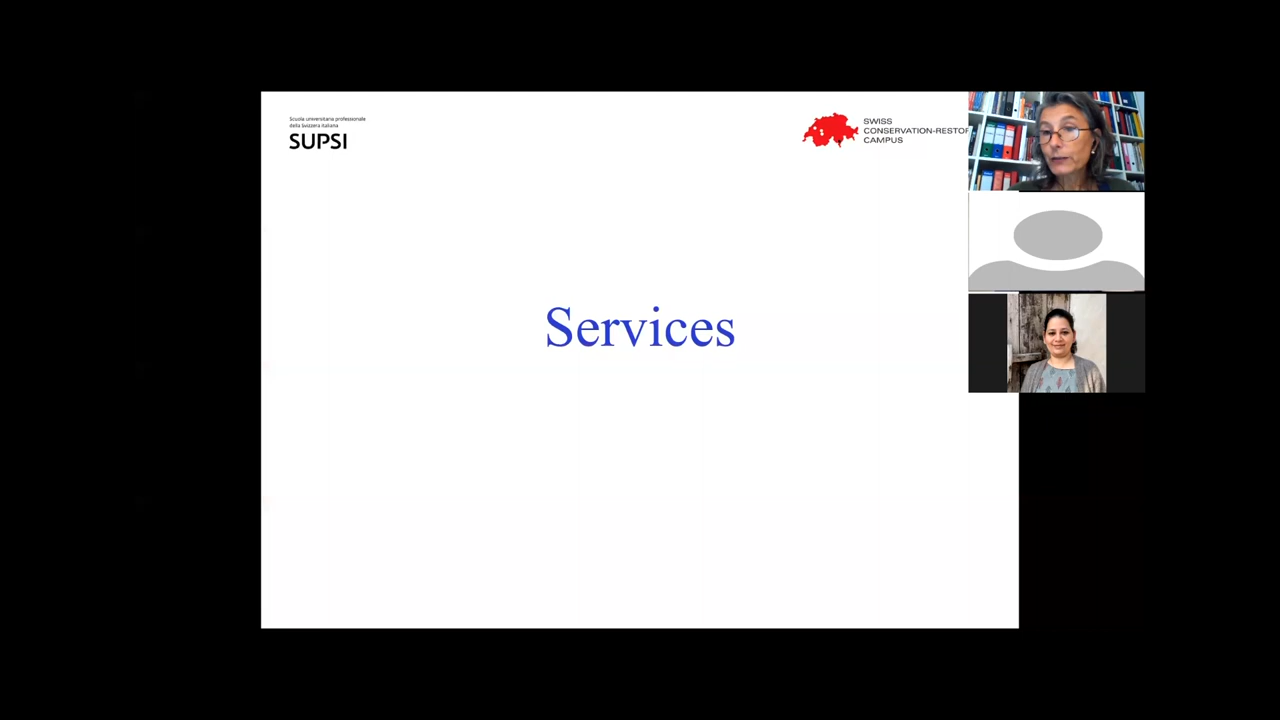 Scuola universitaria professionale
della Svizzera italiana
SUPSI
SWISS
CONSERVATION-RESTOR
CAMPUS
Services